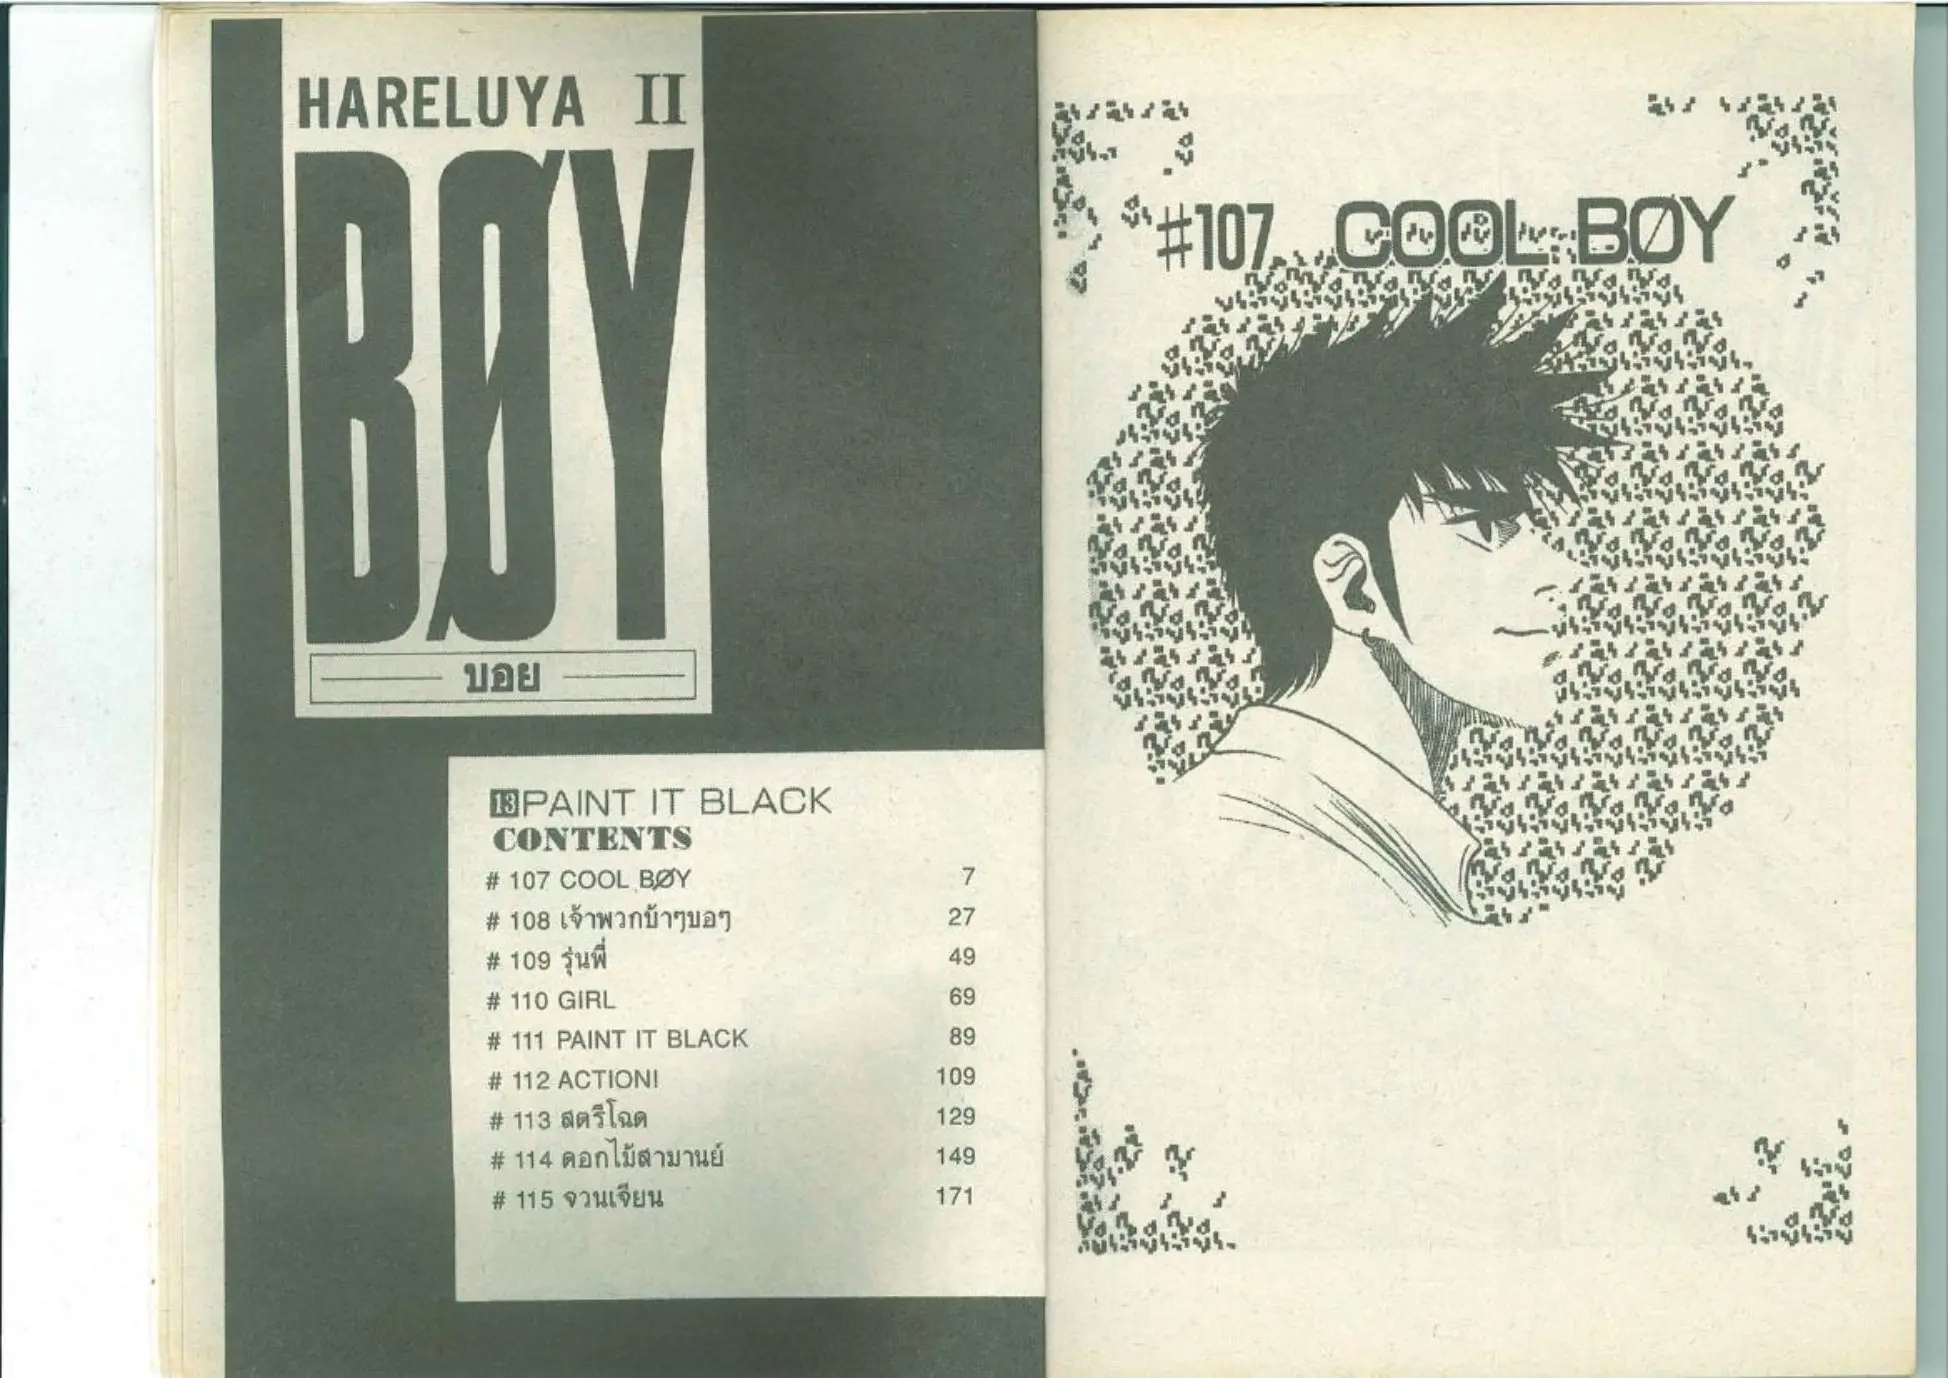 HARELUYA II
BØY
บอย
13 PAINT IT BLACK
CONTENTS
# 107 COOL BØY 7
# 108 เจ้าพวกบ้าๆบอๆ 27
# 109 รุ่นพี่ 49
# 110 GIRL 69
# 111 PAINT IT BLACK 89
# 112 ACTION! 109
# 113 สตรีโฉด 129
# 114 ดอกไม้สามานย์ 149
# 115 จวนเจียน 171
#107 COOL BØY